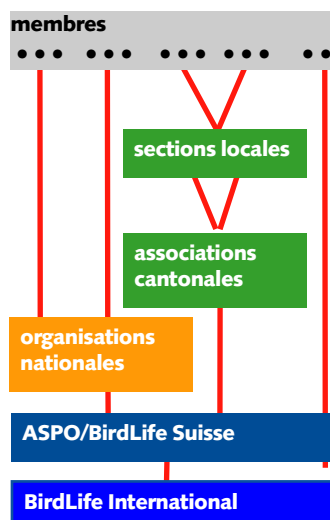 membres
sections locales
associations
cantonales
organisations
nationales
ASPO/BirdLife Suisse
BirdLife International